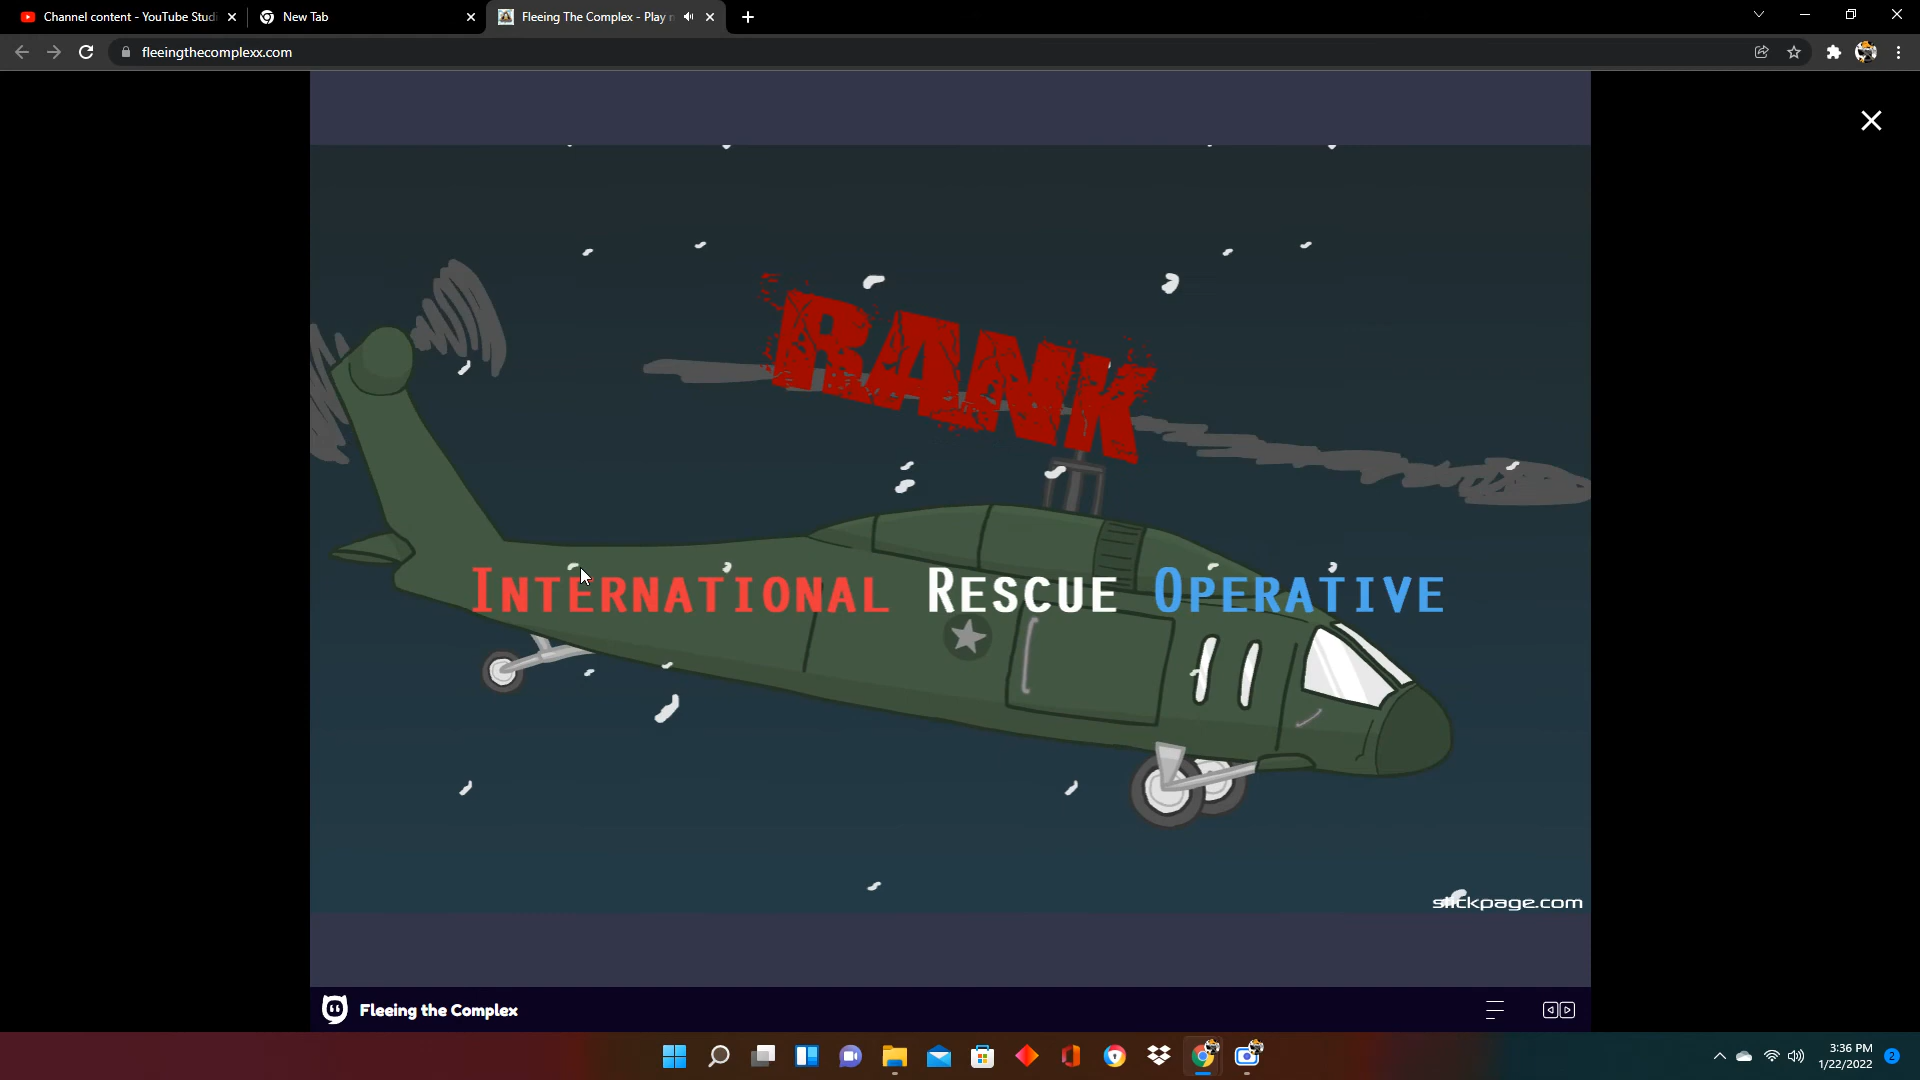 Channel content - YouTube Studi
New Tab
Fleeing The Complex - Play n
fleeingthecomplexx.com
RANK
INTERNATIONAL RESCUE OPERATIVE
stickpage.com
Fleeing the Complex
3:36 PM
1/22/2022
2